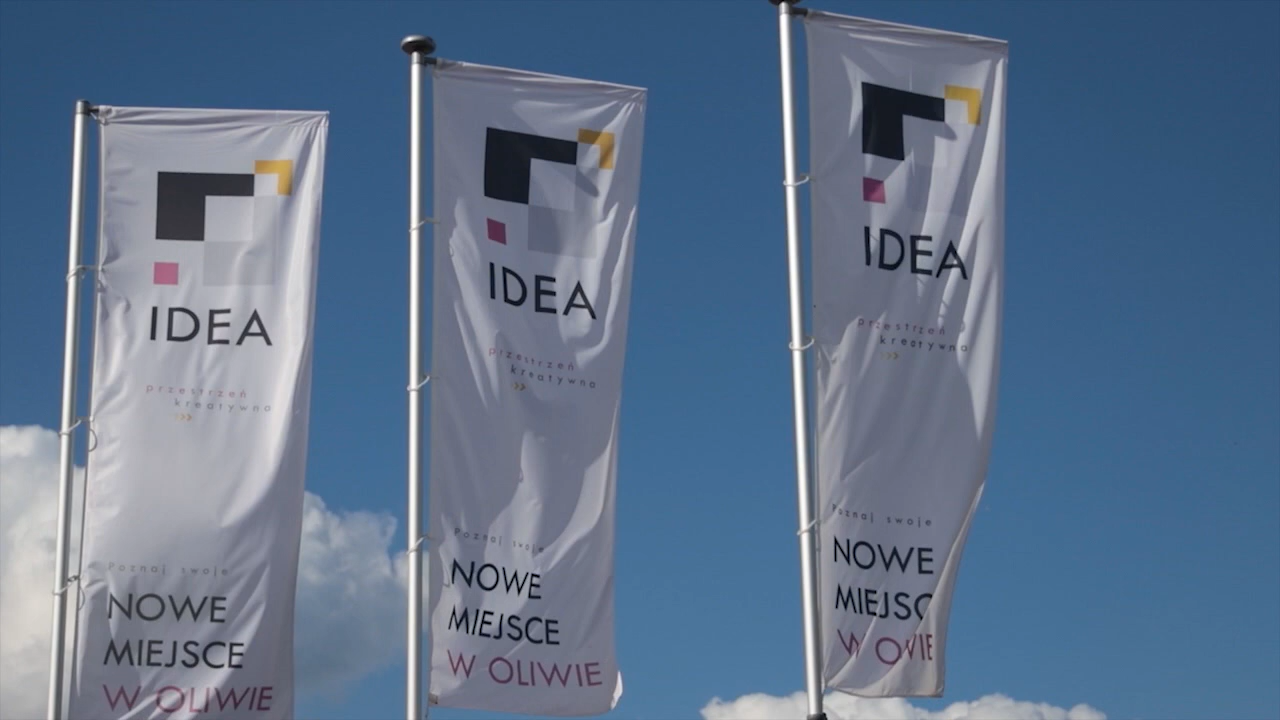 IDEA
przestrzeń
kreatywna
Poznaj swoje
NOWE
MIEJSCE
W OLIWIE
IDEA
przestrzeń
kreatywna
Poznaj swoje
NOWE
MIEJSCE
W OLIWIE
IDEA
przestrzeń
kreatywna
Poznaj swoje
NOWE
MIEJSC